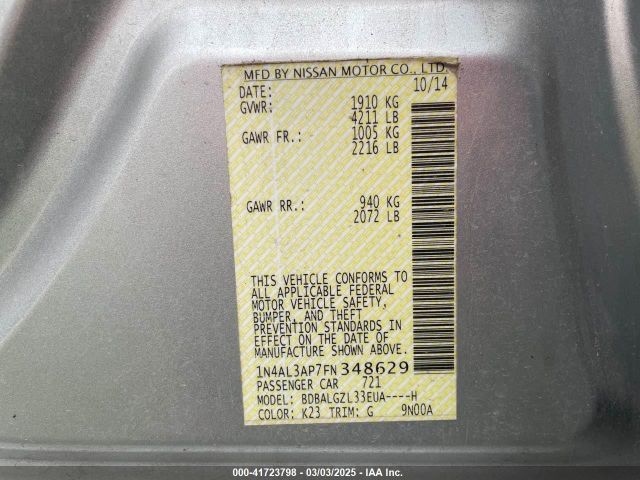 MFD BY NISSAN MOTOR CO., LTD.
DATE: 10/14
GVWR: 1910 KG
4211 LB
GAWR FR.: 1005 KG
2216 LB
GAWR RR.: 940 KG
2072 LB
THIS VEHICLE CONFORMS TO
ALL APPLICABLE FEDERAL
MOTOR VEHICLE SAFETY,
BUMPER, AND THEFT
PREVENTION STANDARDS IN
EFFECT ON THE DATE OF
MANUFACTURE SHOWN ABOVE.
1N4AL3AP7FN348629
PASSENGER CAR 721
MODEL: BDBALGZL33EUA----H
COLOR: K23 TRIM: G 9N00A
000-41723798 - 03/03/2025 - IAA Inc.